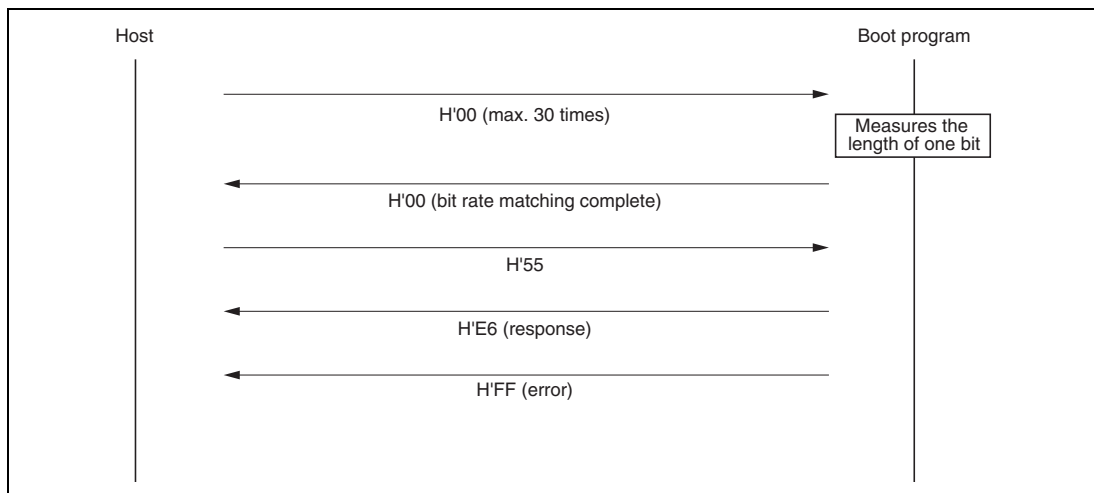 Host
Boot program
H'00 (max. 30 times)
Measures the
length of one bit
H'00 (bit rate matching complete)
H'55
H'E6 (response)
H'FF (error)